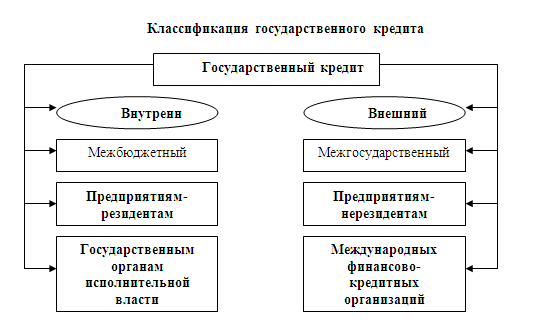 Классификация государственного кредита
Государственный кредит
Внутренн
Внешний
Межбюджетный
Межгосударственный
Предприятиям-
резидентам
Предприятиям-
нерезидентам
Государственным
органам
исполнительной
власти
Международных
финансово-
кредитных
организаций